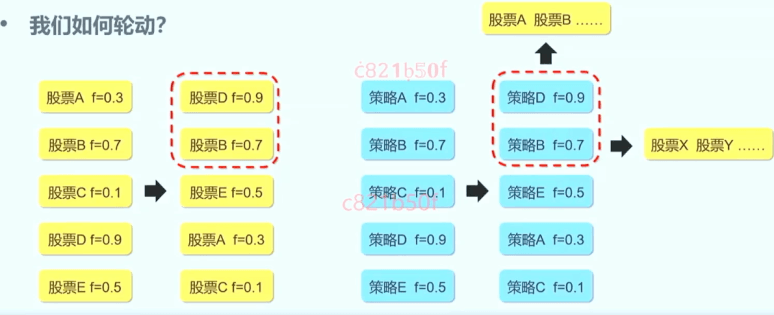 • 我们如何轮动？
股票A 股票B ……
c821b50f
股票A f=0.3
股票D f=0.9
策略A f=0.3
策略D f=0.9
股票B f=0.7
股票B f=0.7
策略B f=0.7
策略B f=0.7
股票X 股票Y ……
股票C f=0.1
股票E f=0.5
策略C f=0.1
策略E f=0.5
c821b50f
股票D f=0.9
股票A f=0.3
策略D f=0.9
策略A f=0.3
股票E f=0.5
股票C f=0.1
策略E f=0.5
策略C f=0.1